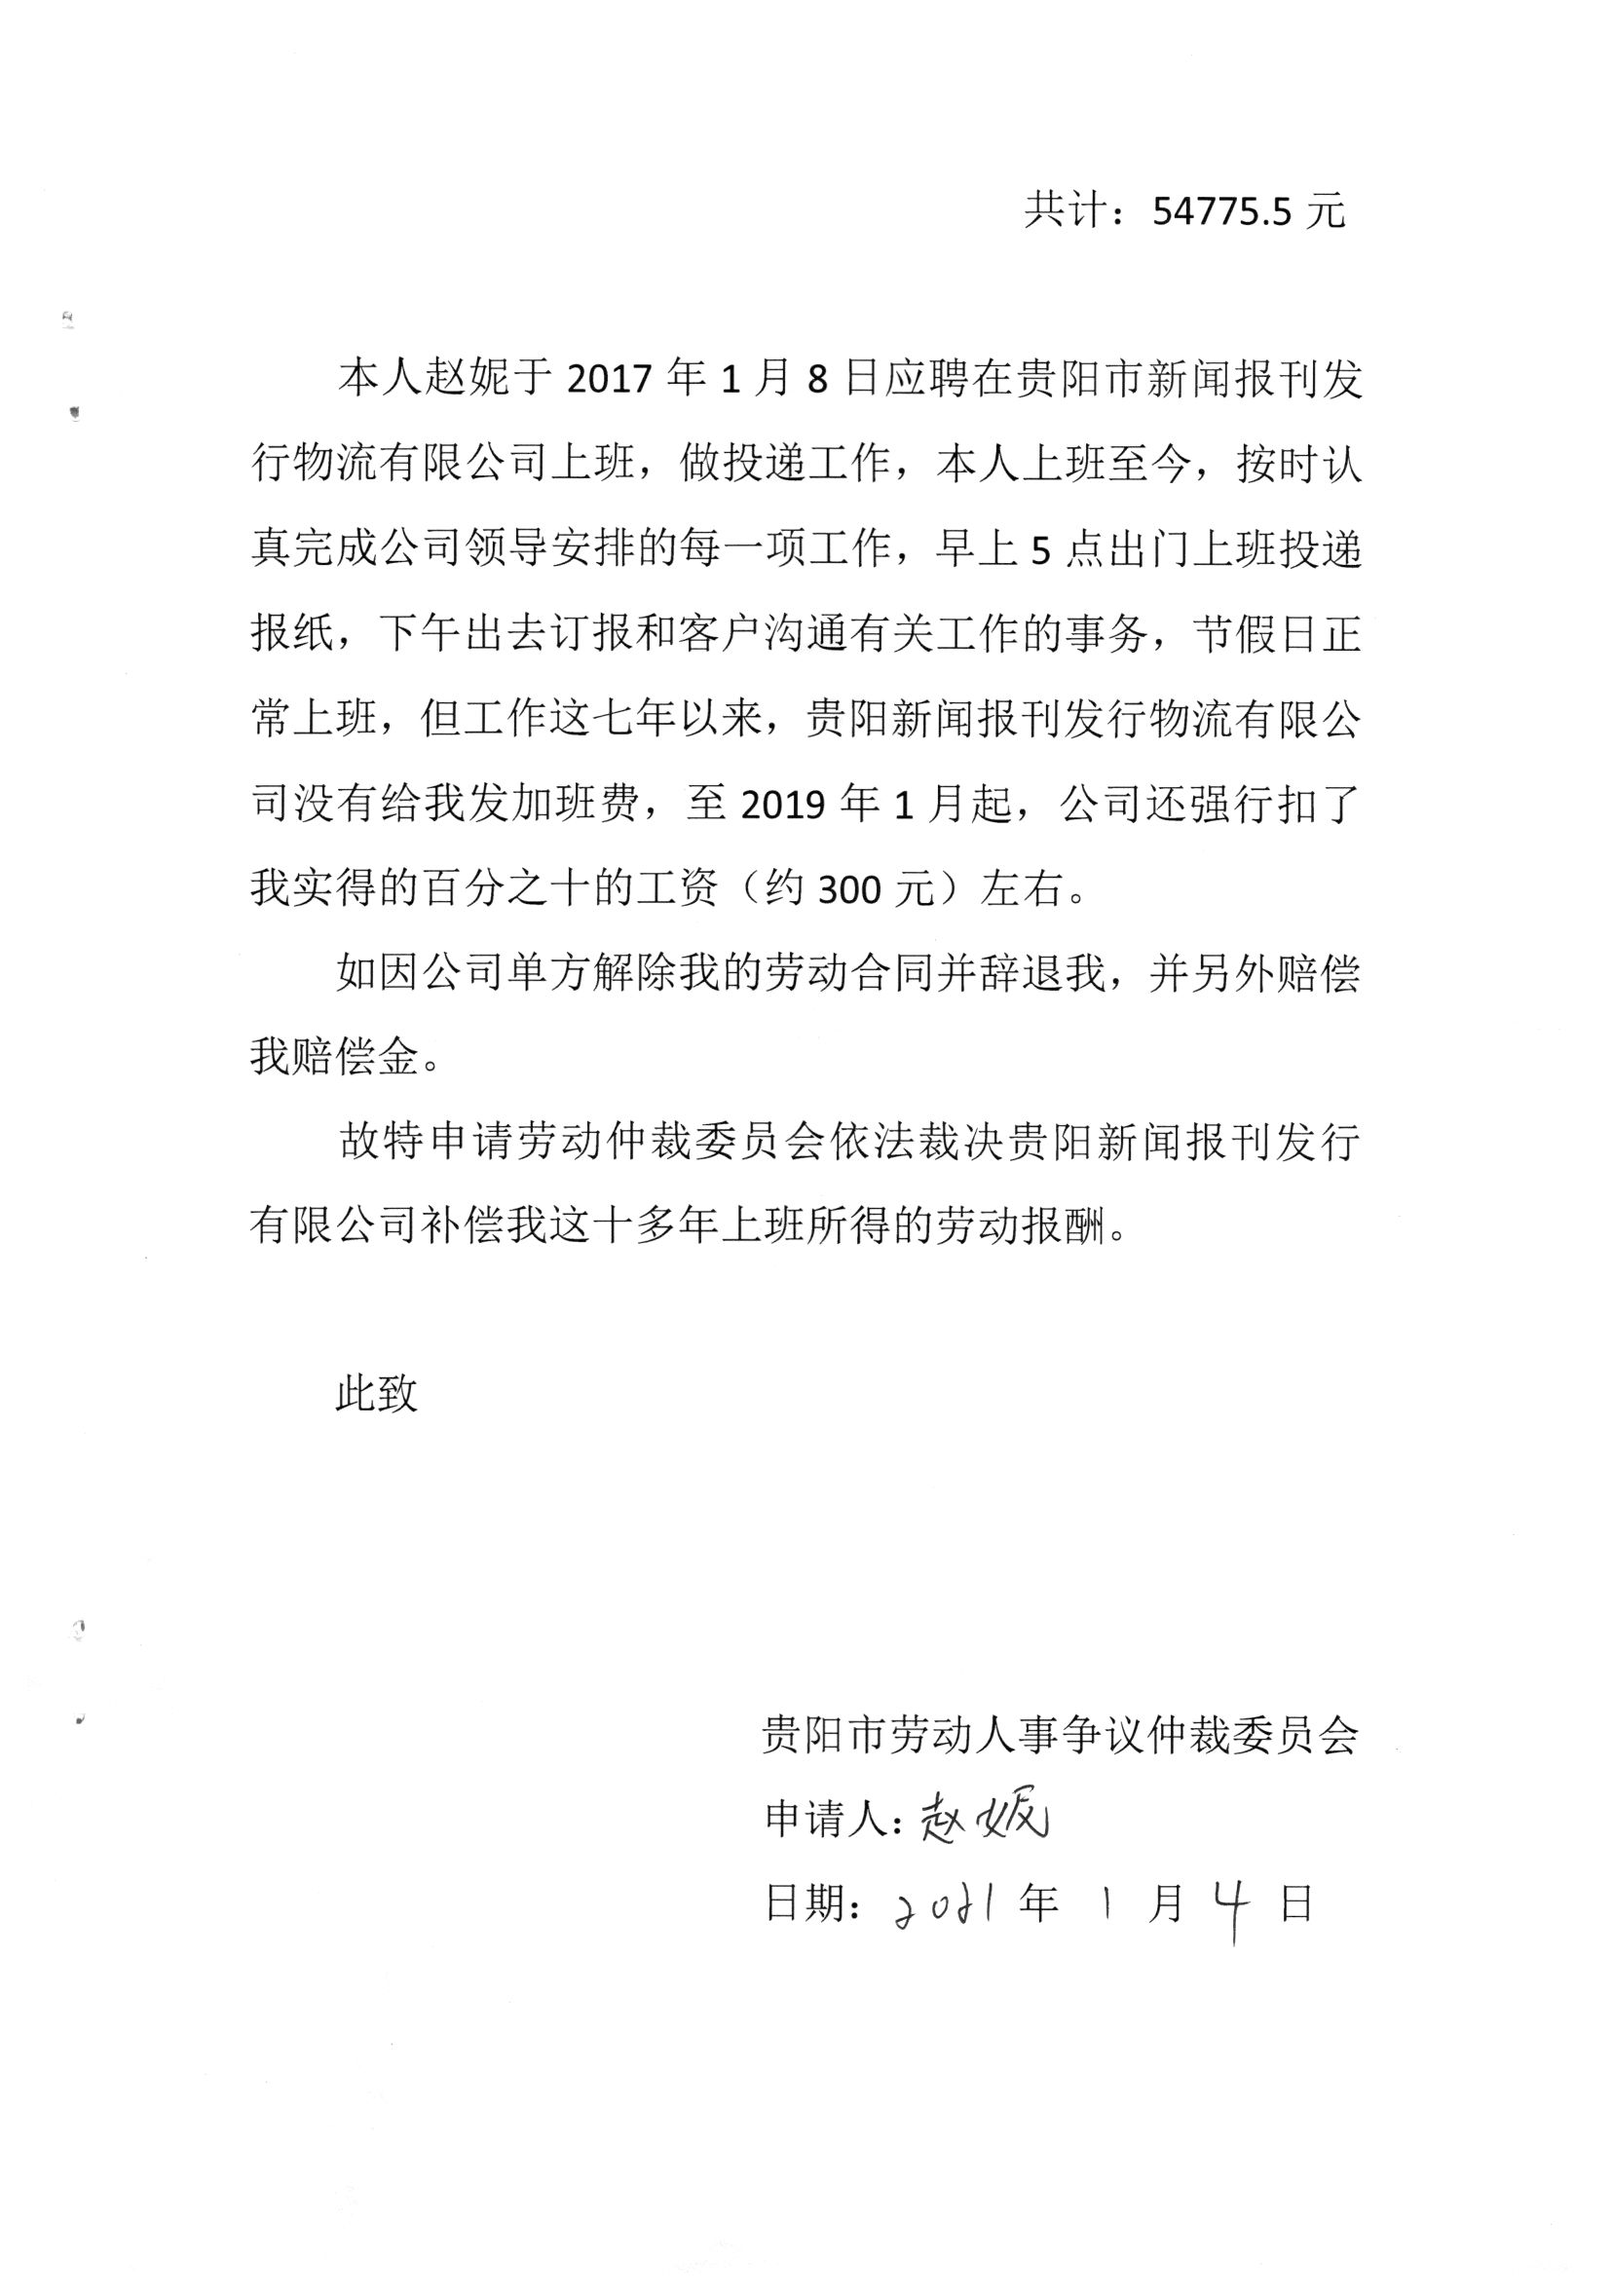 共计：54775.5 元
本人赵妮于 2017 年 1 月 8 日应聘在贵阳市新闻报刊发
行物流有限公司上班，做投递工作，本人上班至今，按时认
真完成公司领导安排的每一项工作，早上 5 点出门上班投递
报纸，下午出去订报和客户沟通有关工作的事务，节假日正
常上班，但工作这七年以来，贵阳新闻报刊发行物流有限公
司没有给我发加班费，至 2019 年 1 月起，公司还强行扣了
我实得的百分之十的工资（约 300 元）左右。
如因公司单方解除我的劳动合同并辞退我，并另外赔偿
我赔偿金。
故特申请劳动仲裁委员会依法裁决贵阳新闻报刊发行
有限公司补偿我这十多年上班所得的劳动报酬。
此致
贵阳市劳动人事争议仲裁委员会
申请人：赵妮
日期：2021 年 1 月 4 日